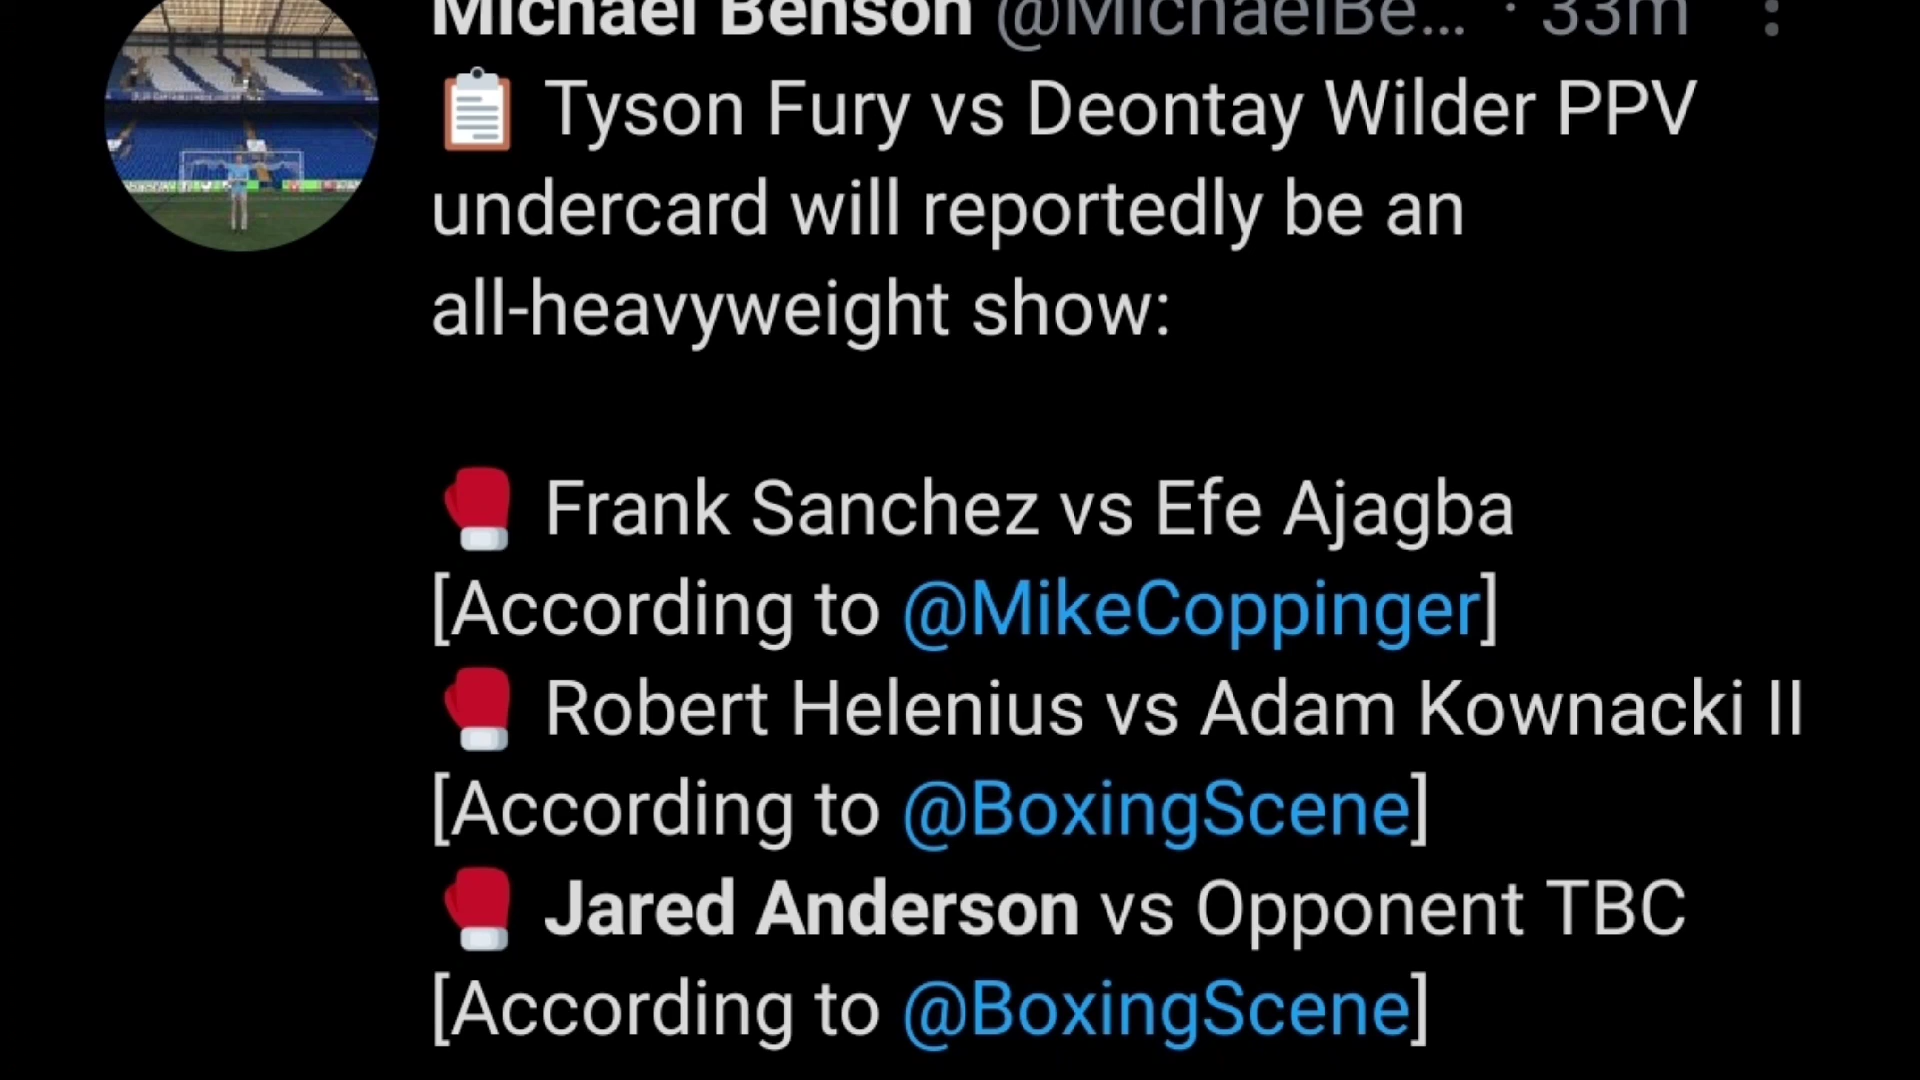 Michael Benson @MichaelBe... · 33m
📋 Tyson Fury vs Deontay Wilder PPV
undercard will reportedly be an
all-heavyweight show:
🥊 Frank Sanchez vs Efe Ajagba
[According to @MikeCoppinger]
🥊 Robert Helenius vs Adam Kownacki II
[According to @BoxingScene]
🥊 Jared Anderson vs Opponent TBC
[According to @BoxingScene]